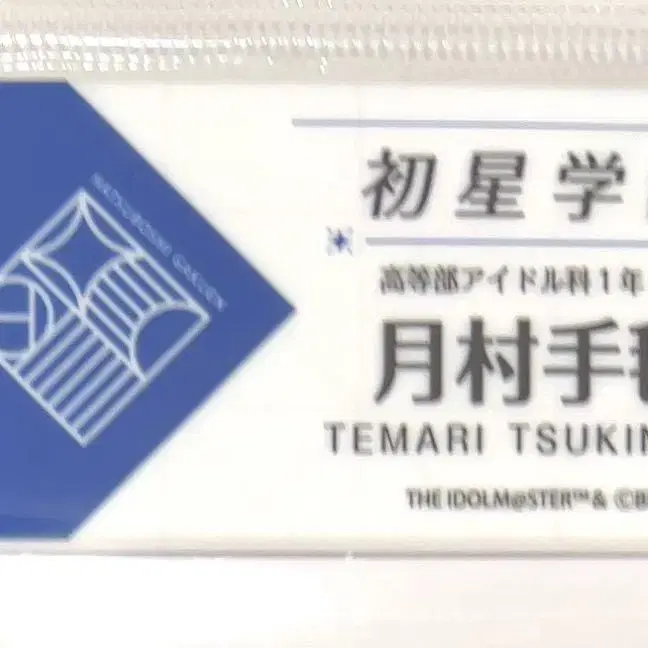 初星学
高等部アイドル科1年
月村手
TEMARI TSUKIN
THE IDOLM@STER™& ©B